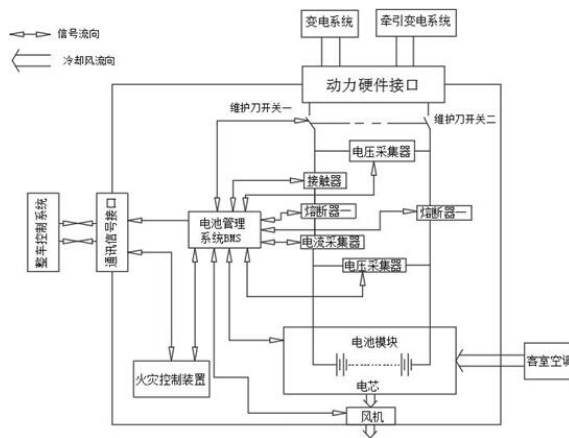 信号流向
冷却风流向
变电系统
牵引变电系统
动力硬件接口
维护刀开关一
维护刀开关二
电压采集器
接触器
熔断器一
熔断器一
电池管理
系统BMS
电流采集器
电压采集器
整车控制系统
通讯信号接口
电池模块
电芯
客室空调
火灾控制装置
风机